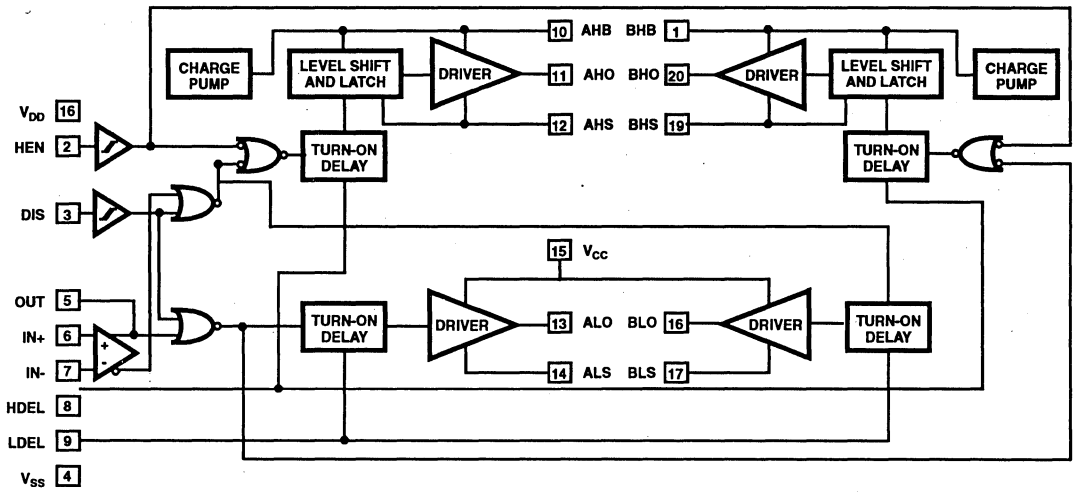 10 AHB BHB 1
CHARGE PUMP
LEVEL SHIFT AND LATCH
DRIVER
11 AHO BHO 20
DRIVER
LEVEL SHIFT AND LATCH
CHARGE PUMP
VDD 16
12 AHS BHS 19
HEN 2
TURN-ON DELAY
TURN-ON DELAY
DIS 3
15 VCC
OUT 5
IN+ 6
+
-
TURN-ON DELAY
DRIVER
13 ALO BLO 16
DRIVER
TURN-ON DELAY
IN- 7
14 ALS BLS 17
HDEL 8
LDEL 9
VSS 4